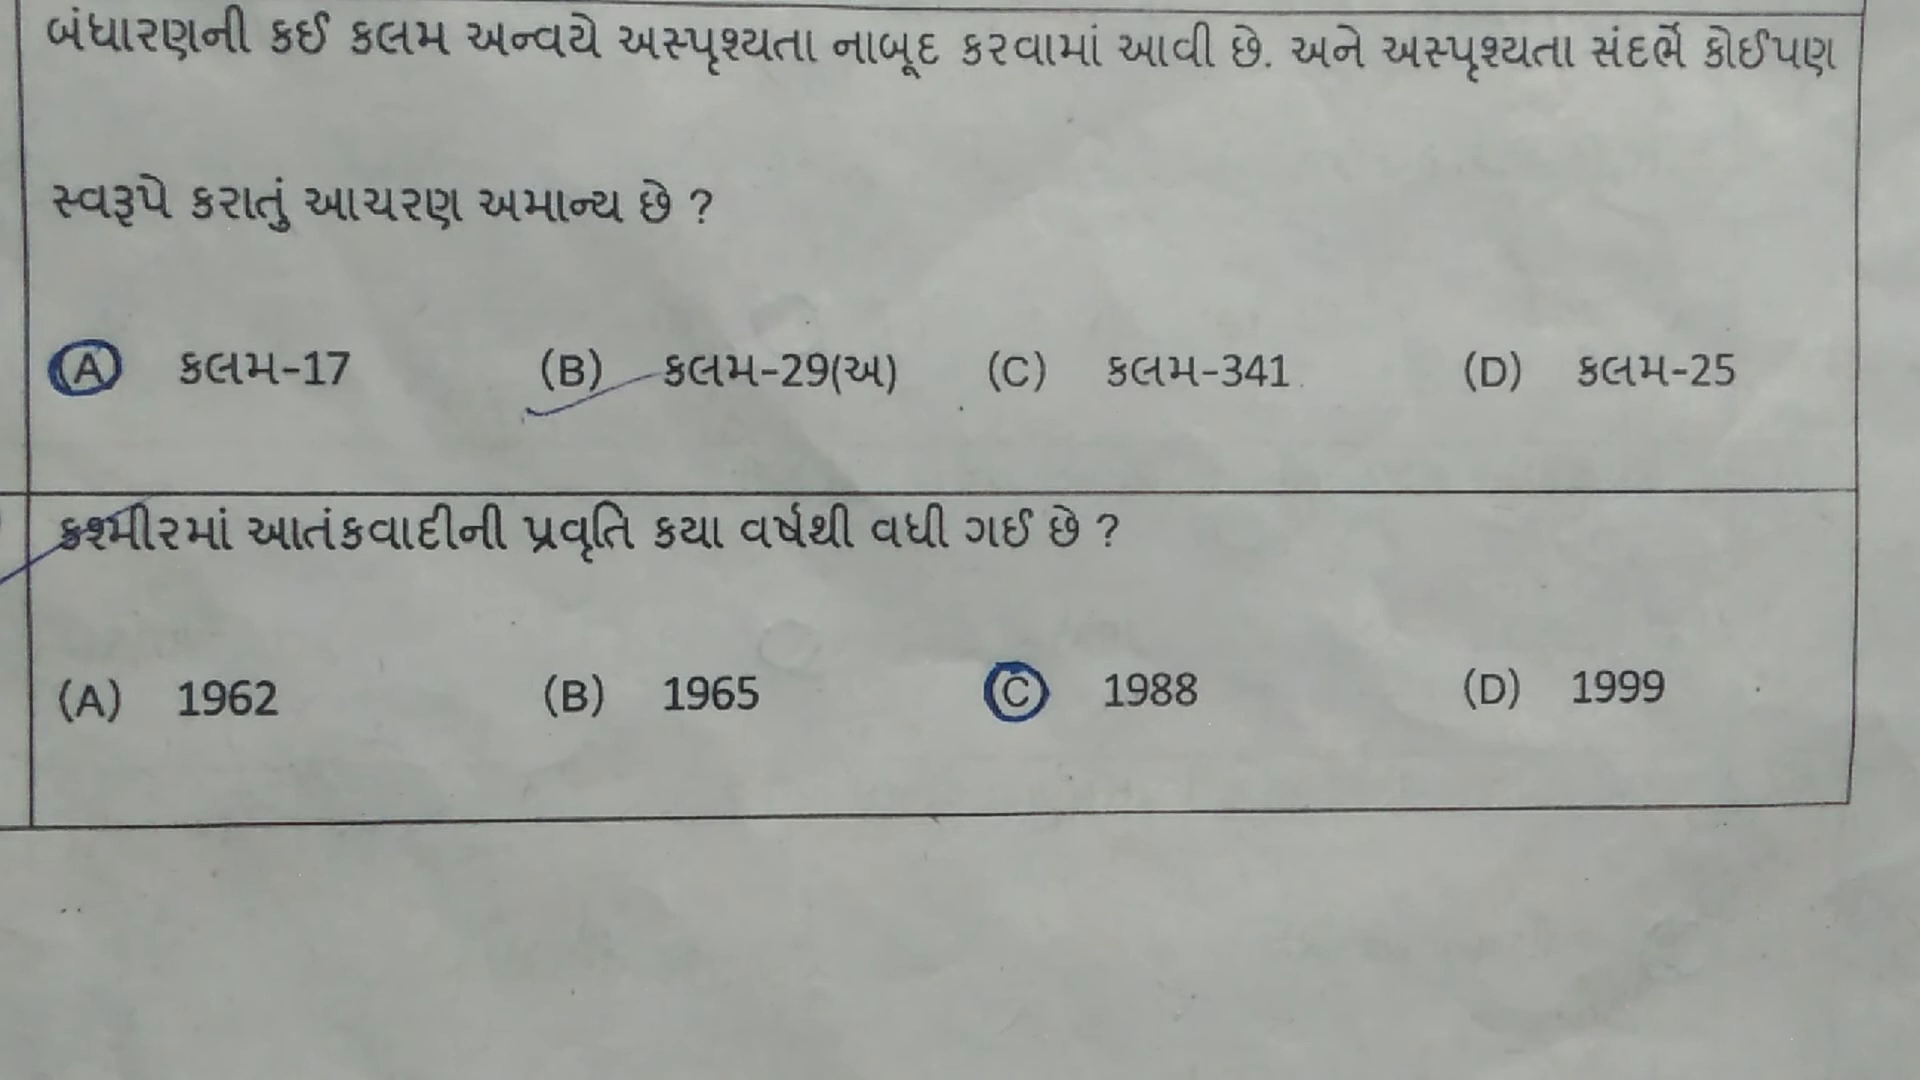 બંધારણની કઈ કલમ અન્વયે અસ્પૃશ્યતા નાબૂદ કરવામાં આવી છે. અને અસ્પૃશ્યતા સંદર્ભે કોઈપણ
સ્વરૂપે કરાતું આચરણ અમાન્ય છે ?
(A) કલમ-17 (B) કલમ-29(અ) (C) કલમ-341 (D) કલમ-25
કશ્મીરમાં આતંકવાદીની પ્રવૃતિ કયા વર્ષથી વધી ગઈ છે ?
(A) 1962 (B) 1965 (C) 1988 (D) 1999